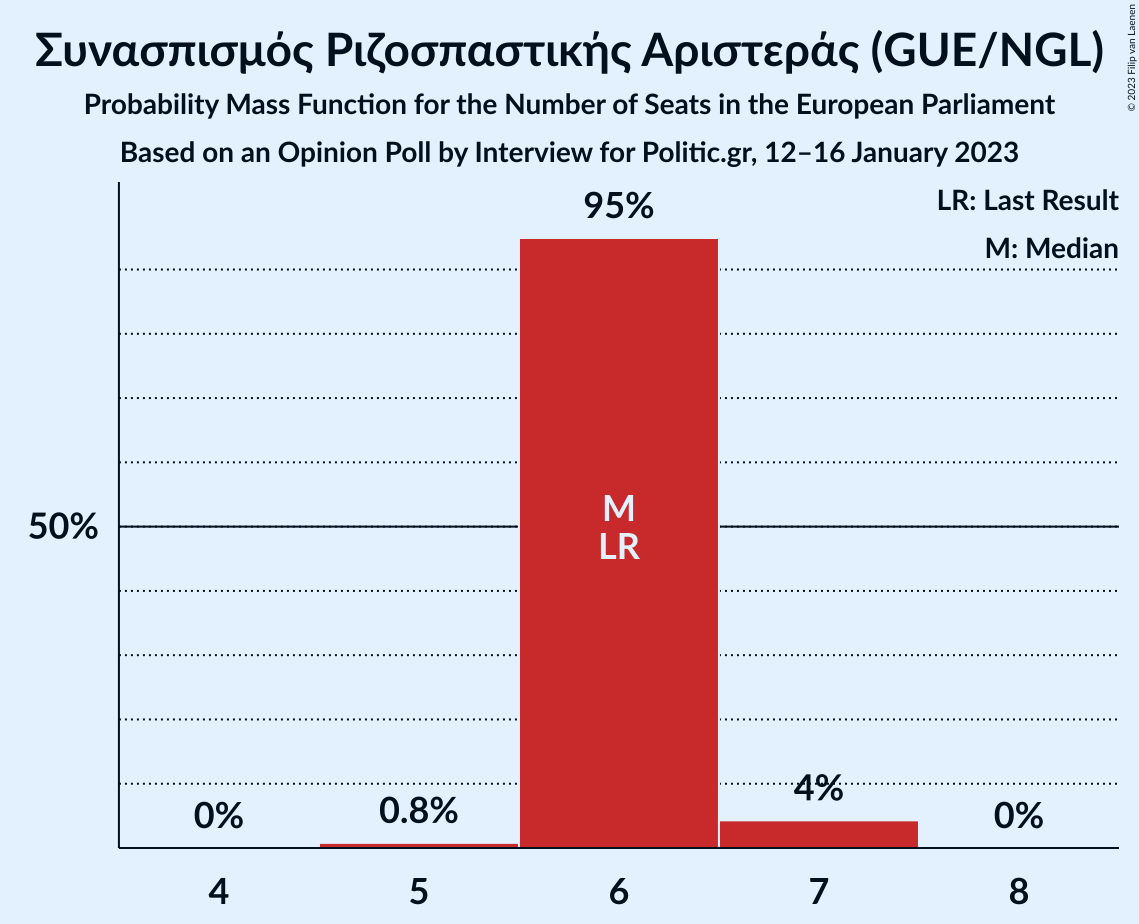 Συνασπισμός Ριζοσπαστικής Αριστεράς (GUE/NGL)
Probability Mass Function for the Number of Seats in the European Parliament
Based on an Opinion Poll by Interview for Politic.gr, 12–16 January 2023
© 2023 Filip van Laenen
LR: Last Result
M: Median
95%
50%
M
LR
0%
0.8%
4%
0%
4
5
6
7
8